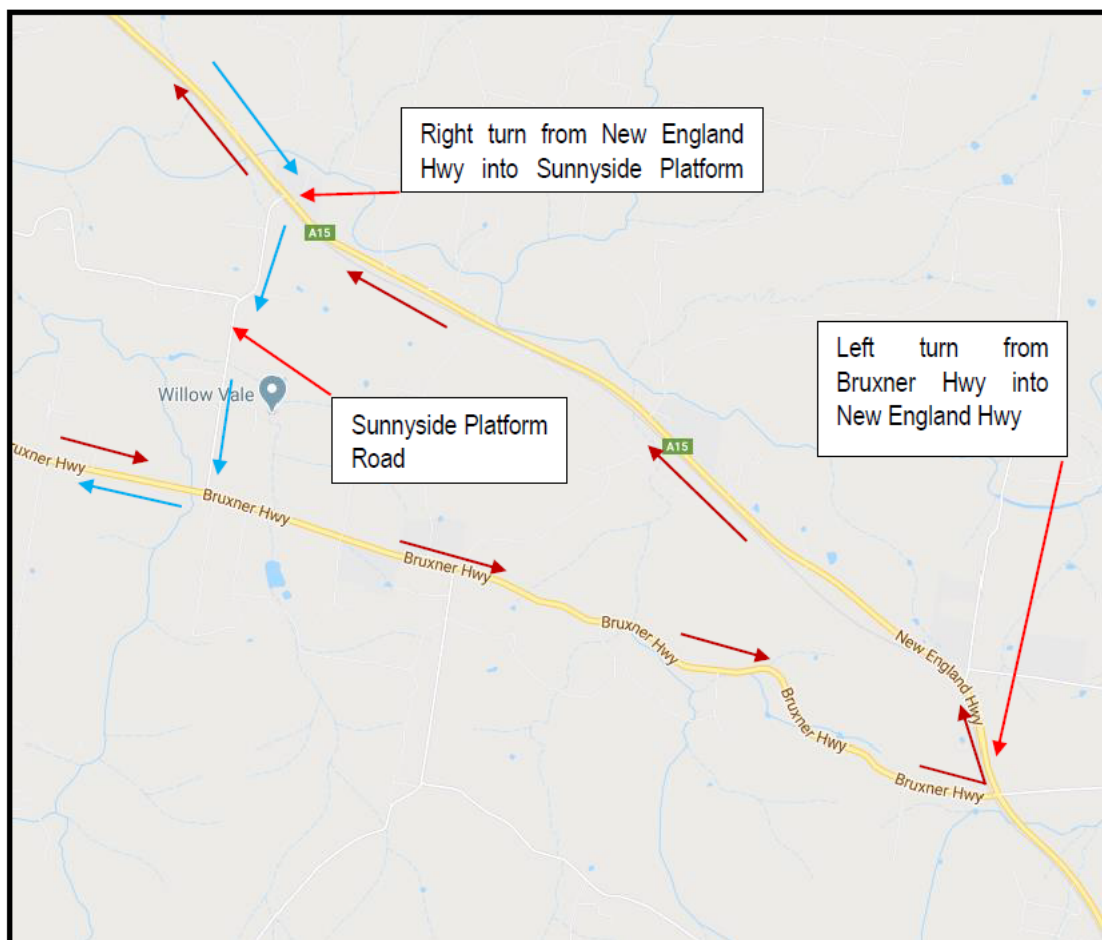 Right turn from New England
Hwy into Sunnyside Platform
A15
Left turn from
Bruxner Hwy into
New England Hwy
Willow Vale
Sunnyside Platform
Road
A15
Bruxner Hwy
Bruxner Hwy
Bruxner Hwy
Bruxner Hwy
New England Hwy
Bruxner Hwy
Bruxner Hwy